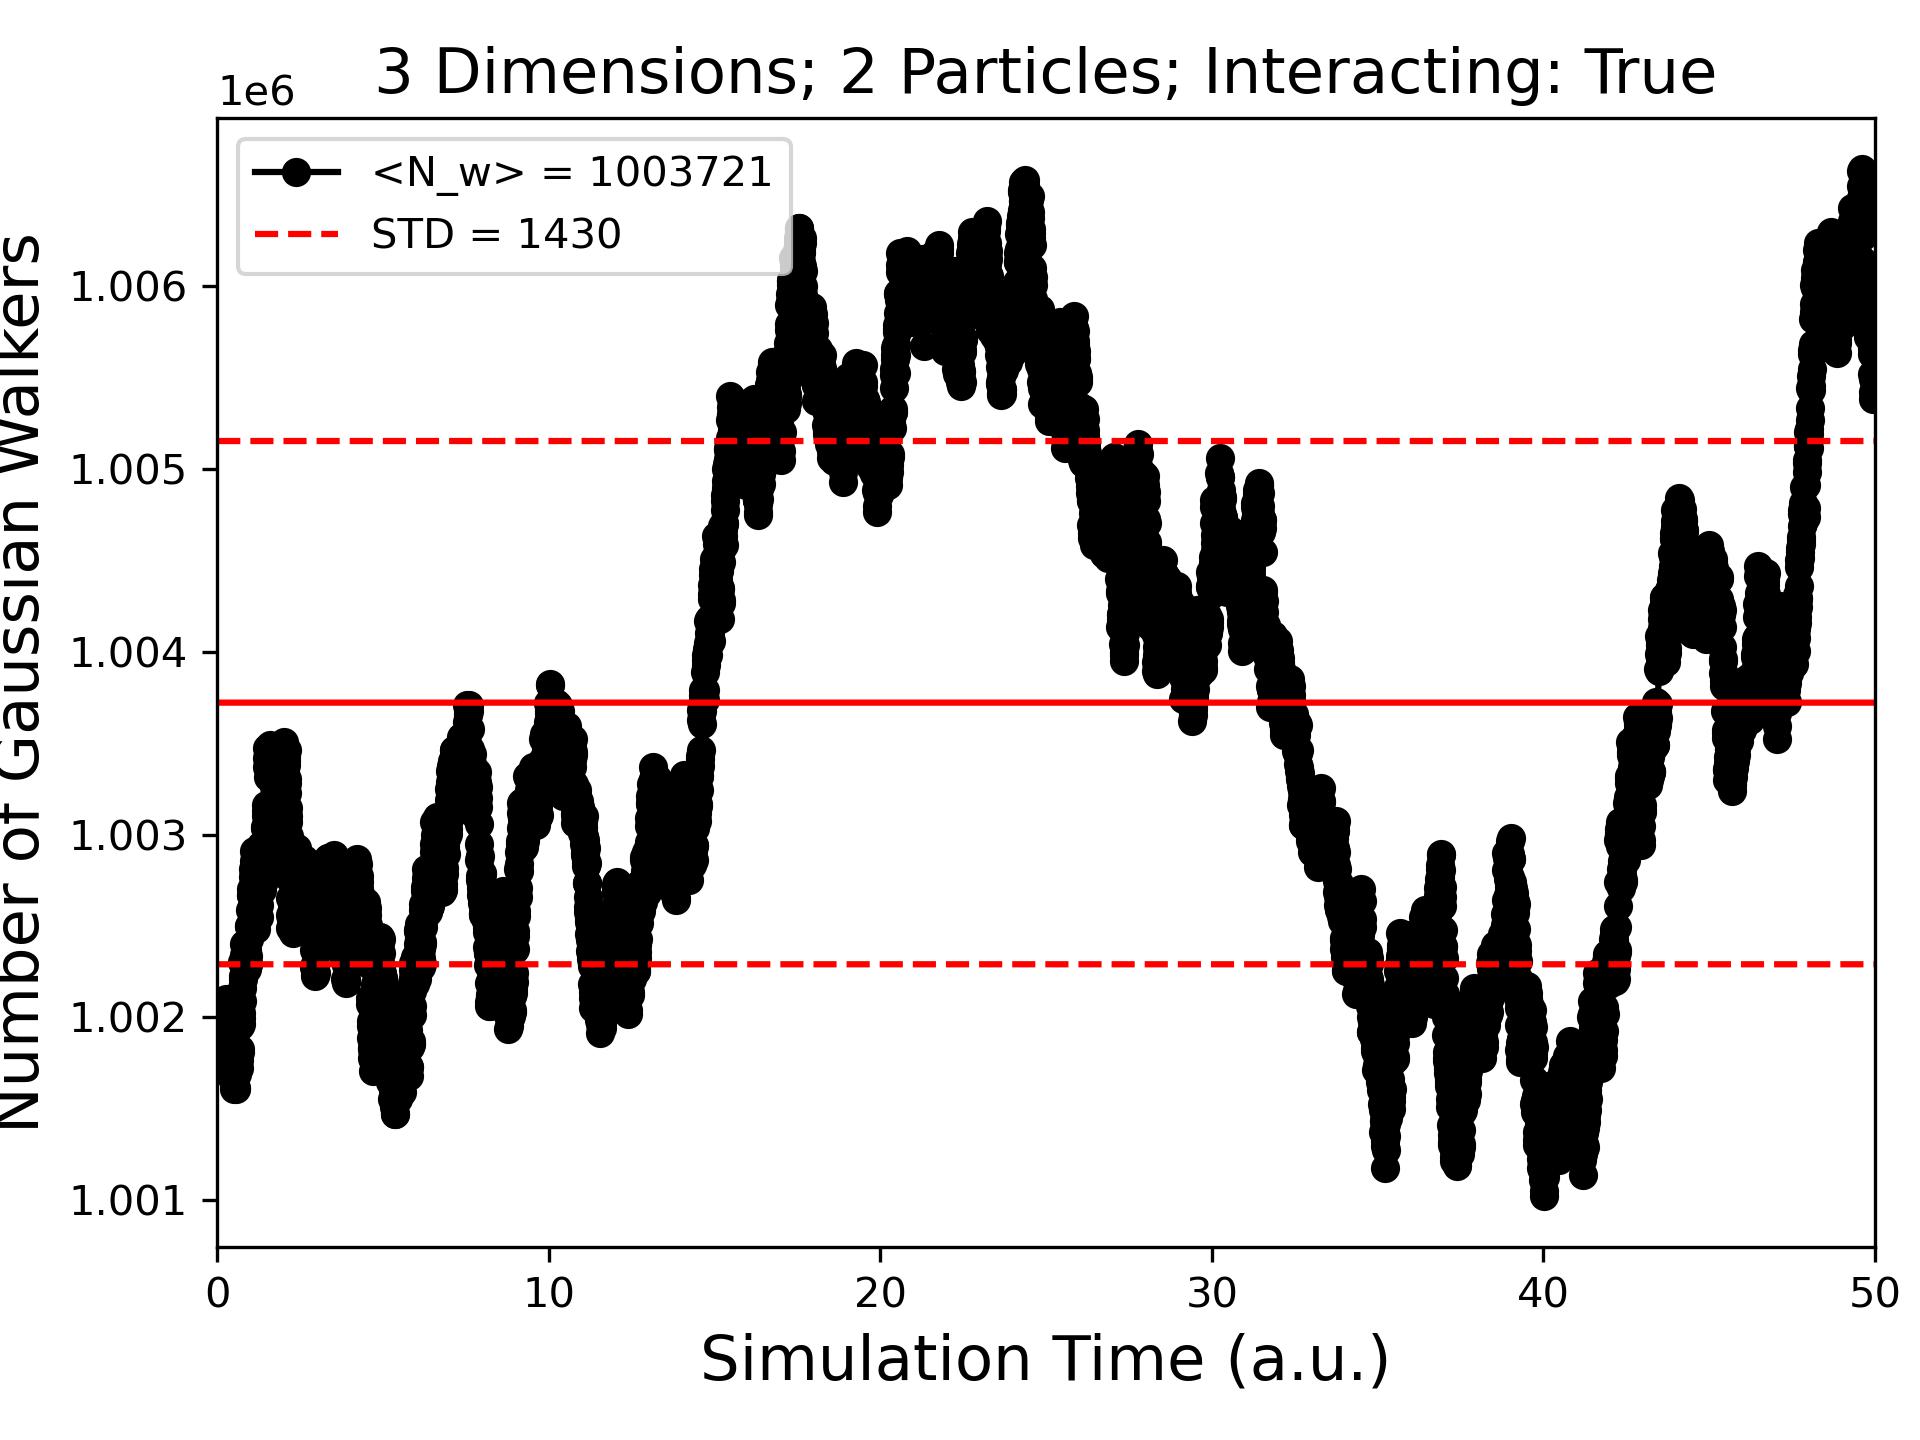 3 Dimensions; 2 Particles; Interacting: True
1e6
<N_w> = 1003721
STD = 1430
Number of Gaussian Walkers
1.006
1.005
1.004
1.003
1.002
1.001
0 10 20 30 40 50
Simulation Time (a.u.)